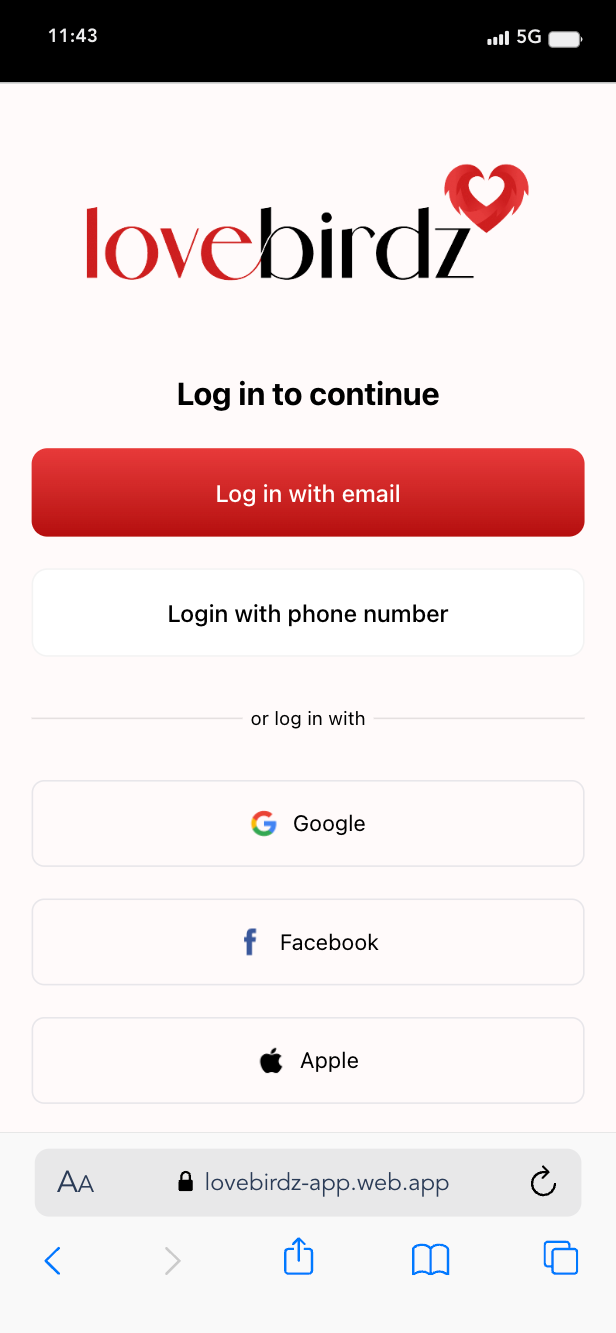 11:43
5G
lovebirdz
Log in to continue
Log in with email
Login with phone number
or log in with
Google
Facebook
Apple
AA lovebirdz-app.web.app